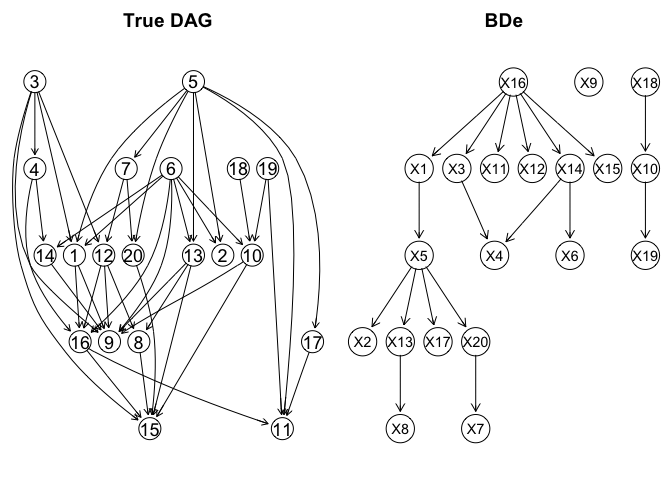 True DAG
BDe
3 5
X16 X9 X18
4 7 6 18 19
X1 X3 X11 X12 X14 X15 X10
14 1 12 20 13 2 10
X5 X4 X6 X19
16 9 8 17
X2 X13 X17 X20
15 11
X8 X7